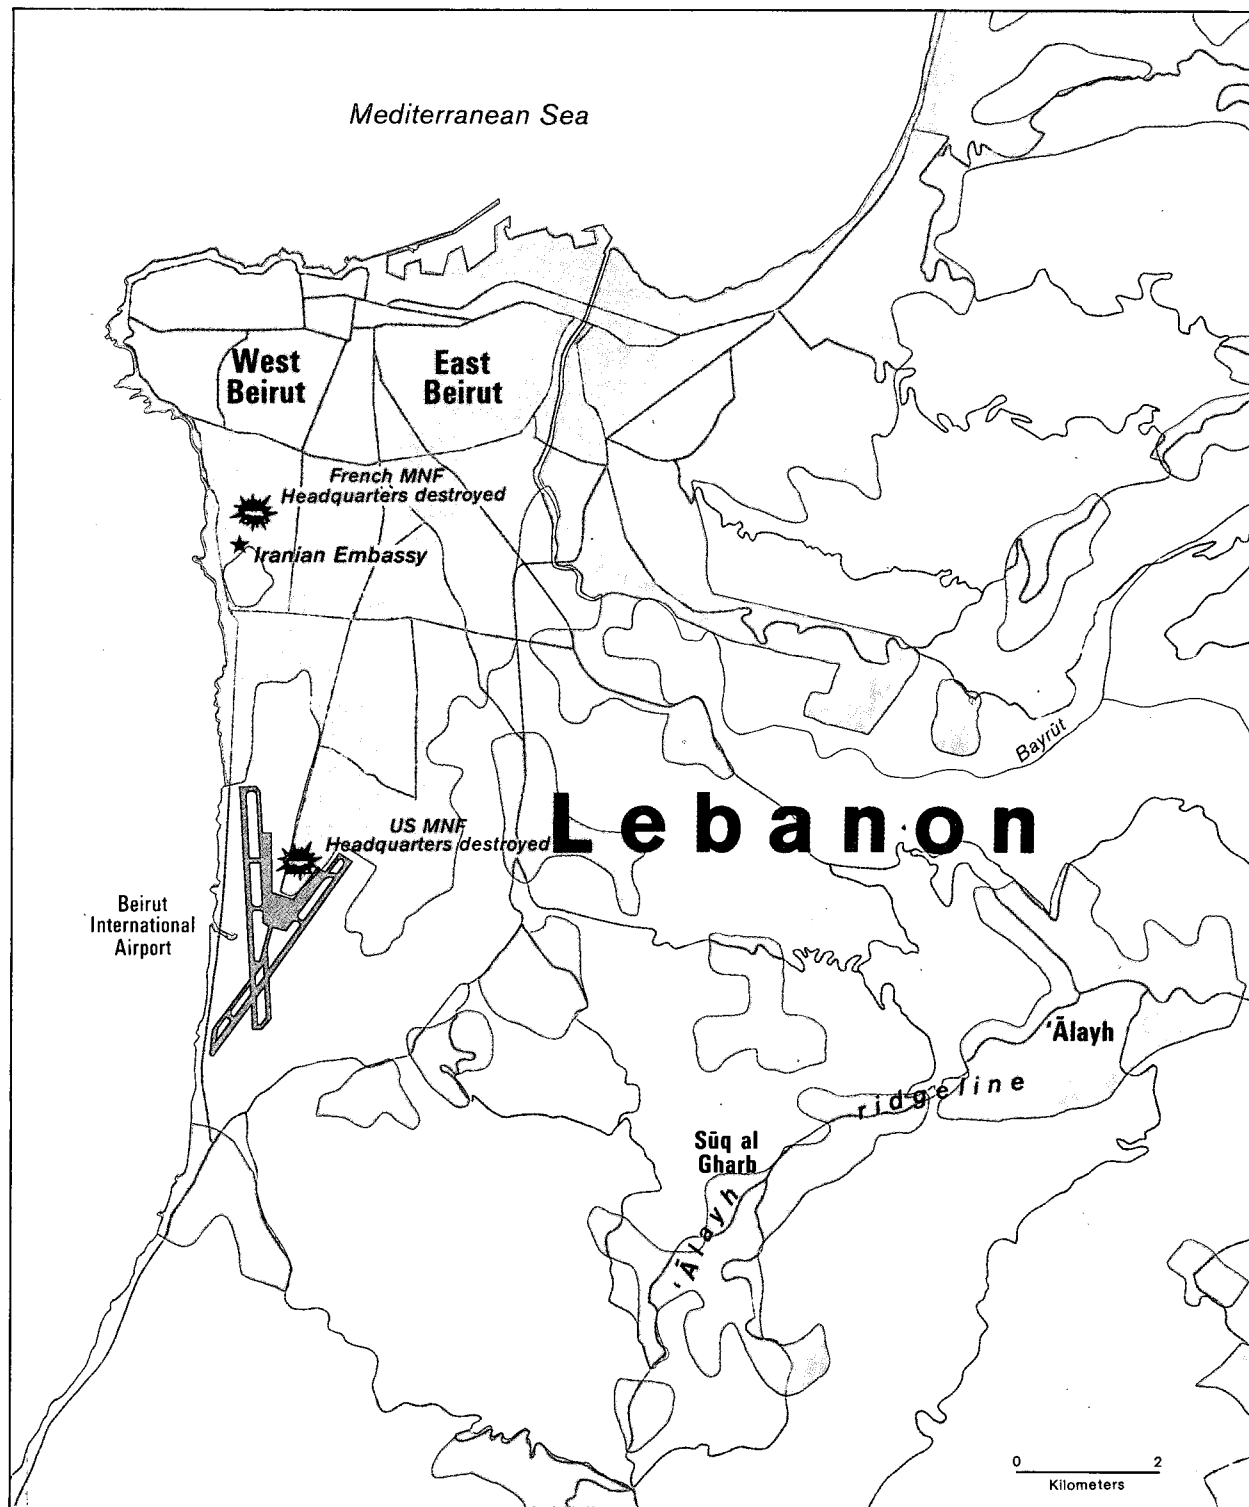 Mediterranean Sea
West
Beirut
East
Beirut
French MNF
Headquarters destroyed
Iranian Embassy
Bayrūt
Lebanon
US MNF
Headquarters destroyed
Beirut
International
Airport
'Ālayh
'Ālayh ridgeline
Sūq al
Gharb
0 2
Kilometers